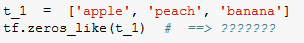 t_1 = ['apple', 'peach', 'banana']
tf.zeros_like(t_1) # ==> ???????